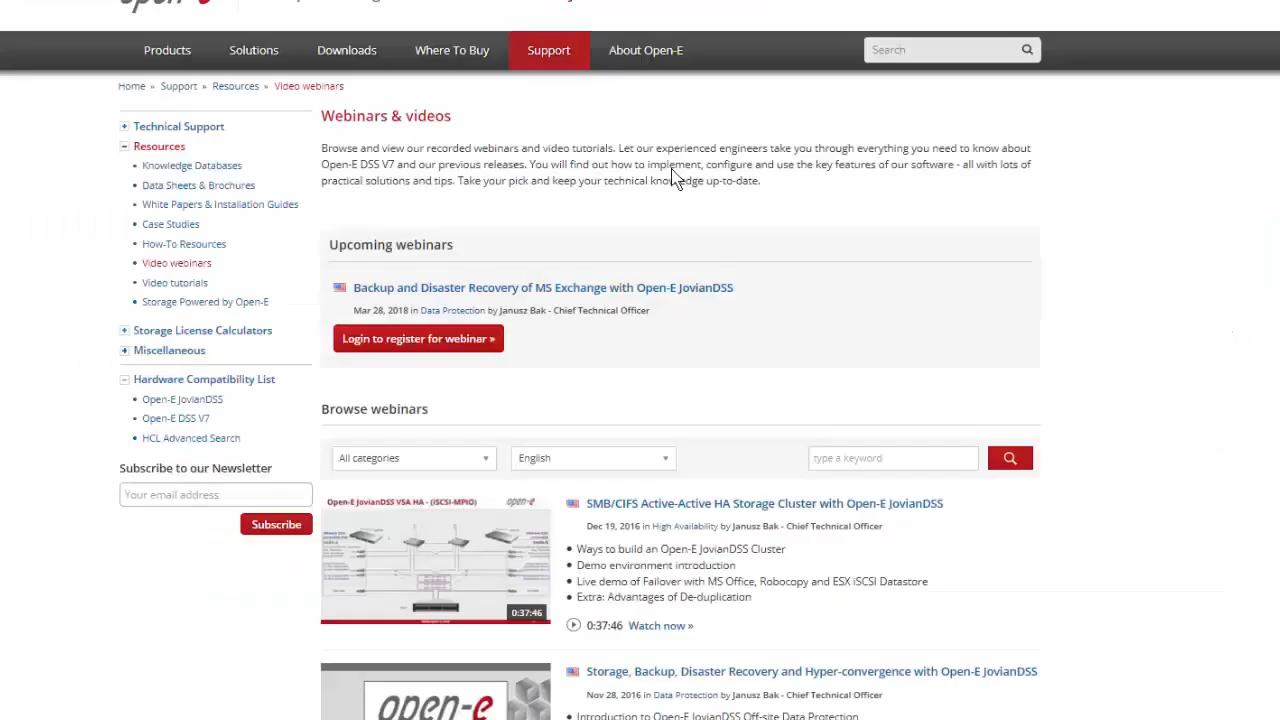 open-e
Products
Solutions
Downloads
Where To Buy
Support
About Open-E
Search
Home » Support » Resources » Video webinars
Technical Support
Resources
Knowledge Databases
Data Sheets & Brochures
White Papers & Installation Guides
Case Studies
How-To Resources
Video webinars
Video tutorials
Storage Powered by Open-E
Storage License Calculators
Miscellaneous
Hardware Compatibility List
Open-E JovianDSS
Open-E DSS V7
HCL Advanced Search
Subscribe to our Newsletter
Your email address
Subscribe
Webinars & videos
Browse and view our recorded webinars and video tutorials. Let our experienced engineers take you through everything you need to know about
Open-E DSS V7 and our previous releases. You will find out how to implement, configure and use the key features of our software - all with lots of
practical solutions and tips. Take your pick and keep your technical knowledge up-to-date.
Upcoming webinars
Backup and Disaster Recovery of MS Exchange with Open-E JovianDSS
Mar 28, 2018 in Data Protection by Janusz Bak - Chief Technical Officer
Login to register for webinar »
Browse webinars
All categories
English
type a keyword
Open-E JovianDSS VSA HA - (iSCSI-MPIO)
open-e
0:37:46
SMB/CIFS Active-Active HA Storage Cluster with Open-E JovianDSS
Dec 19, 2016 in High Availability by Janusz Bak - Chief Technical Officer
• Ways to build an Open-E JovianDSS Cluster
• Demo environment introduction
• Live demo of Failover with MS Office, Robocopy and ESX iSCSI Datastore
• Extra: Advantages of De-duplication
0:37:46 Watch now »
open-e
Storage, Backup, Disaster Recovery and Hyper-convergence with Open-E JovianDSS
Nov 28, 2016 in Data Protection by Janusz Bak - Chief Technical Officer
• Introduction to Open-E JovianDSS Off-site Data Protection